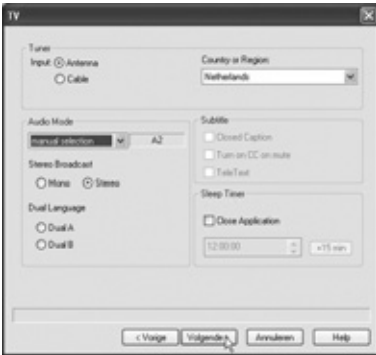 TV
Tuner
Input: Antenna
Cable
Country or Region:
Netherlands
Audio Mode
manual selection
A2
Stereo Broadcast
Mono Stereo
Dual Language
Dual A
Dual B
Subtitle
Closed Caption
Turn on CC on mute
TeleText
Sleep Timer
Close Application
12:00:00
+15 min
< Vorige
Volgende >
Annuleren
Help